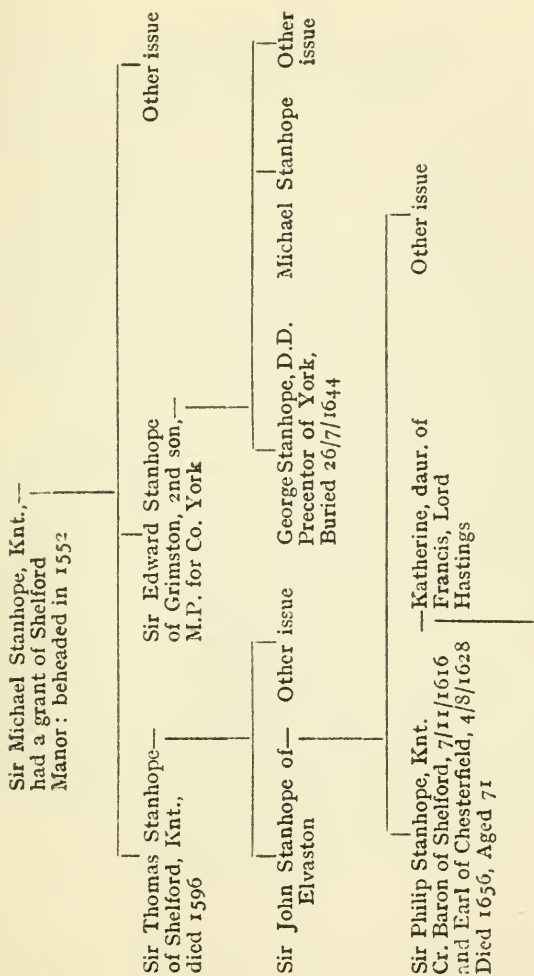 Sir Michael Stanhope, Knt.,—
had a grant of Shelford
Manor: beheaded in 1552
Sir Thomas Stanhope—
of Shelford, Knt.,
died 1596
Sir Edward Stanhope
of Grimston, 2nd son,—
M.P. for Co. York
Other issue
Sir John Stanhope of—
Elvaston
Other issue
George Stanhope, D.D.
Precentor of York,
Buried 26/7/1644
Michael Stanhope
Other
issue
Sir Philip Stanhope, Knt.
Cr. Baron of Shelford, 7/11/1616
and Earl of Chesterfield, 4/8/1628
Died 1656, Aged 71
—Katherine, daur. of
Francis, Lord
Hastings
Other issue